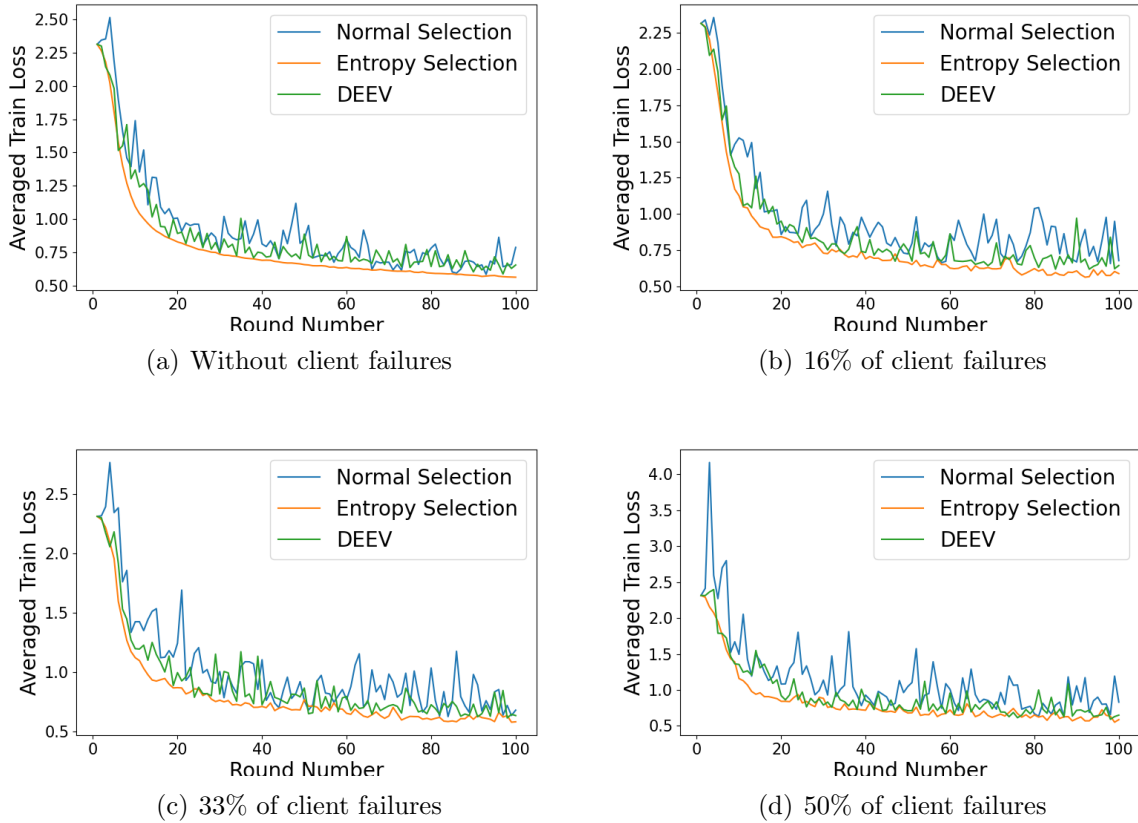 2.50
2.25
2.00
1.75
1.50
1.25
1.00
0.75
0.50
Averaged Train Loss
Normal Selection
Entropy Selection
DEEV
0 20 40 60 80 100
Round Number
(a) Without client failures
2.25
2.00
1.75
1.50
1.25
1.00
0.75
0.50
Averaged Train Loss
Normal Selection
Entropy Selection
DEEV
0 20 40 60 80 100
Round Number
(b) 16% of client failures
2.5
2.0
1.5
1.0
0.5
Averaged Train Loss
Normal Selection
Entropy Selection
DEEV
0 20 40 60 80 100
Round Number
(c) 33% of client failures
4.0
3.5
3.0
2.5
2.0
1.5
1.0
0.5
Averaged Train Loss
Normal Selection
Entropy Selection
DEEV
0 20 40 60 80 100
Round Number
(d) 50% of client failures